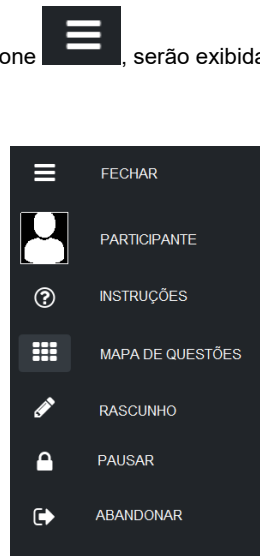 one , serão exibida
FECHAR
PARTICIPANTE
INSTRUÇÕES
MAPA DE QUESTÕES
RASCUNHO
PAUSAR
ABANDONAR